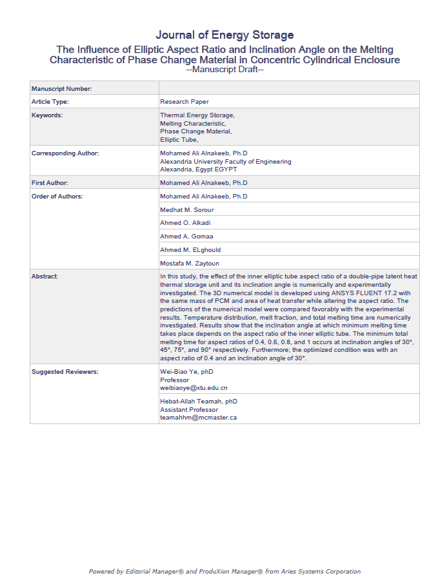 Journal of Energy Storage
The Influence of Elliptic Aspect Ratio and Inclination Angle on the Melting
Characteristic of Phase Change Material in Concentric Cylindrical Enclosure
--Manuscript Draft--
Manuscript Number:
Article Type: Research Paper
Keywords: Thermal Energy Storage,
Melting Characteristic,
Phase Change Material,
Elliptic Tube,
Corresponding Author: Mohamed Ali Alnakeeb, Ph.D
Alexandria University Faculty of Engineering
Alexandria, Egypt EGYPT
First Author: Mohamed Ali Alnakeeb, Ph.D
Order of Authors: Mohamed Ali Alnakeeb, Ph.D
Medhat M. Sorour
Ahmed O. Alkadi
Ahmed A. Gomaa
Ahmed M. ELghould
Mostafa M. Zaytoun
Abstract: In this study, the effect of the inner elliptic tube aspect ratio of a double-pipe latent heat
thermal storage unit and its inclination angle is numerically and experimentally
investigated. The 3D numerical model is developed using ANSYS FLUENT 17.2 with
the same mass of PCM and area of heat transfer while altering the aspect ratio. The
predictions of the numerical model were compared favorably with the experimental
results. Temperature distribution, melt fraction, and total melting time are numerically
investigated. Results show that the inclination angle at which minimum melting time
takes place depends on the aspect ratio of the inner elliptic tube. The minimum total
melting time for aspect ratios of 0.4, 0.6, 0.8, and 1 occurs at inclination angles of 30°,
45°, 75°, and 90° respectively. Furthermore; the optimized condition was with an
aspect ratio of 0.4 and an inclination angle of 30°.
Suggested Reviewers: Wei-Biao Ye, phD
Professor
weibiaoye@xtu.edu.cn
Hebat-Allah Teamah, phD
Assistant Professor
teamahhm@mcmaster.ca
Powered by Editorial Manager® and ProduXion Manager® from Aries Systems Corporation